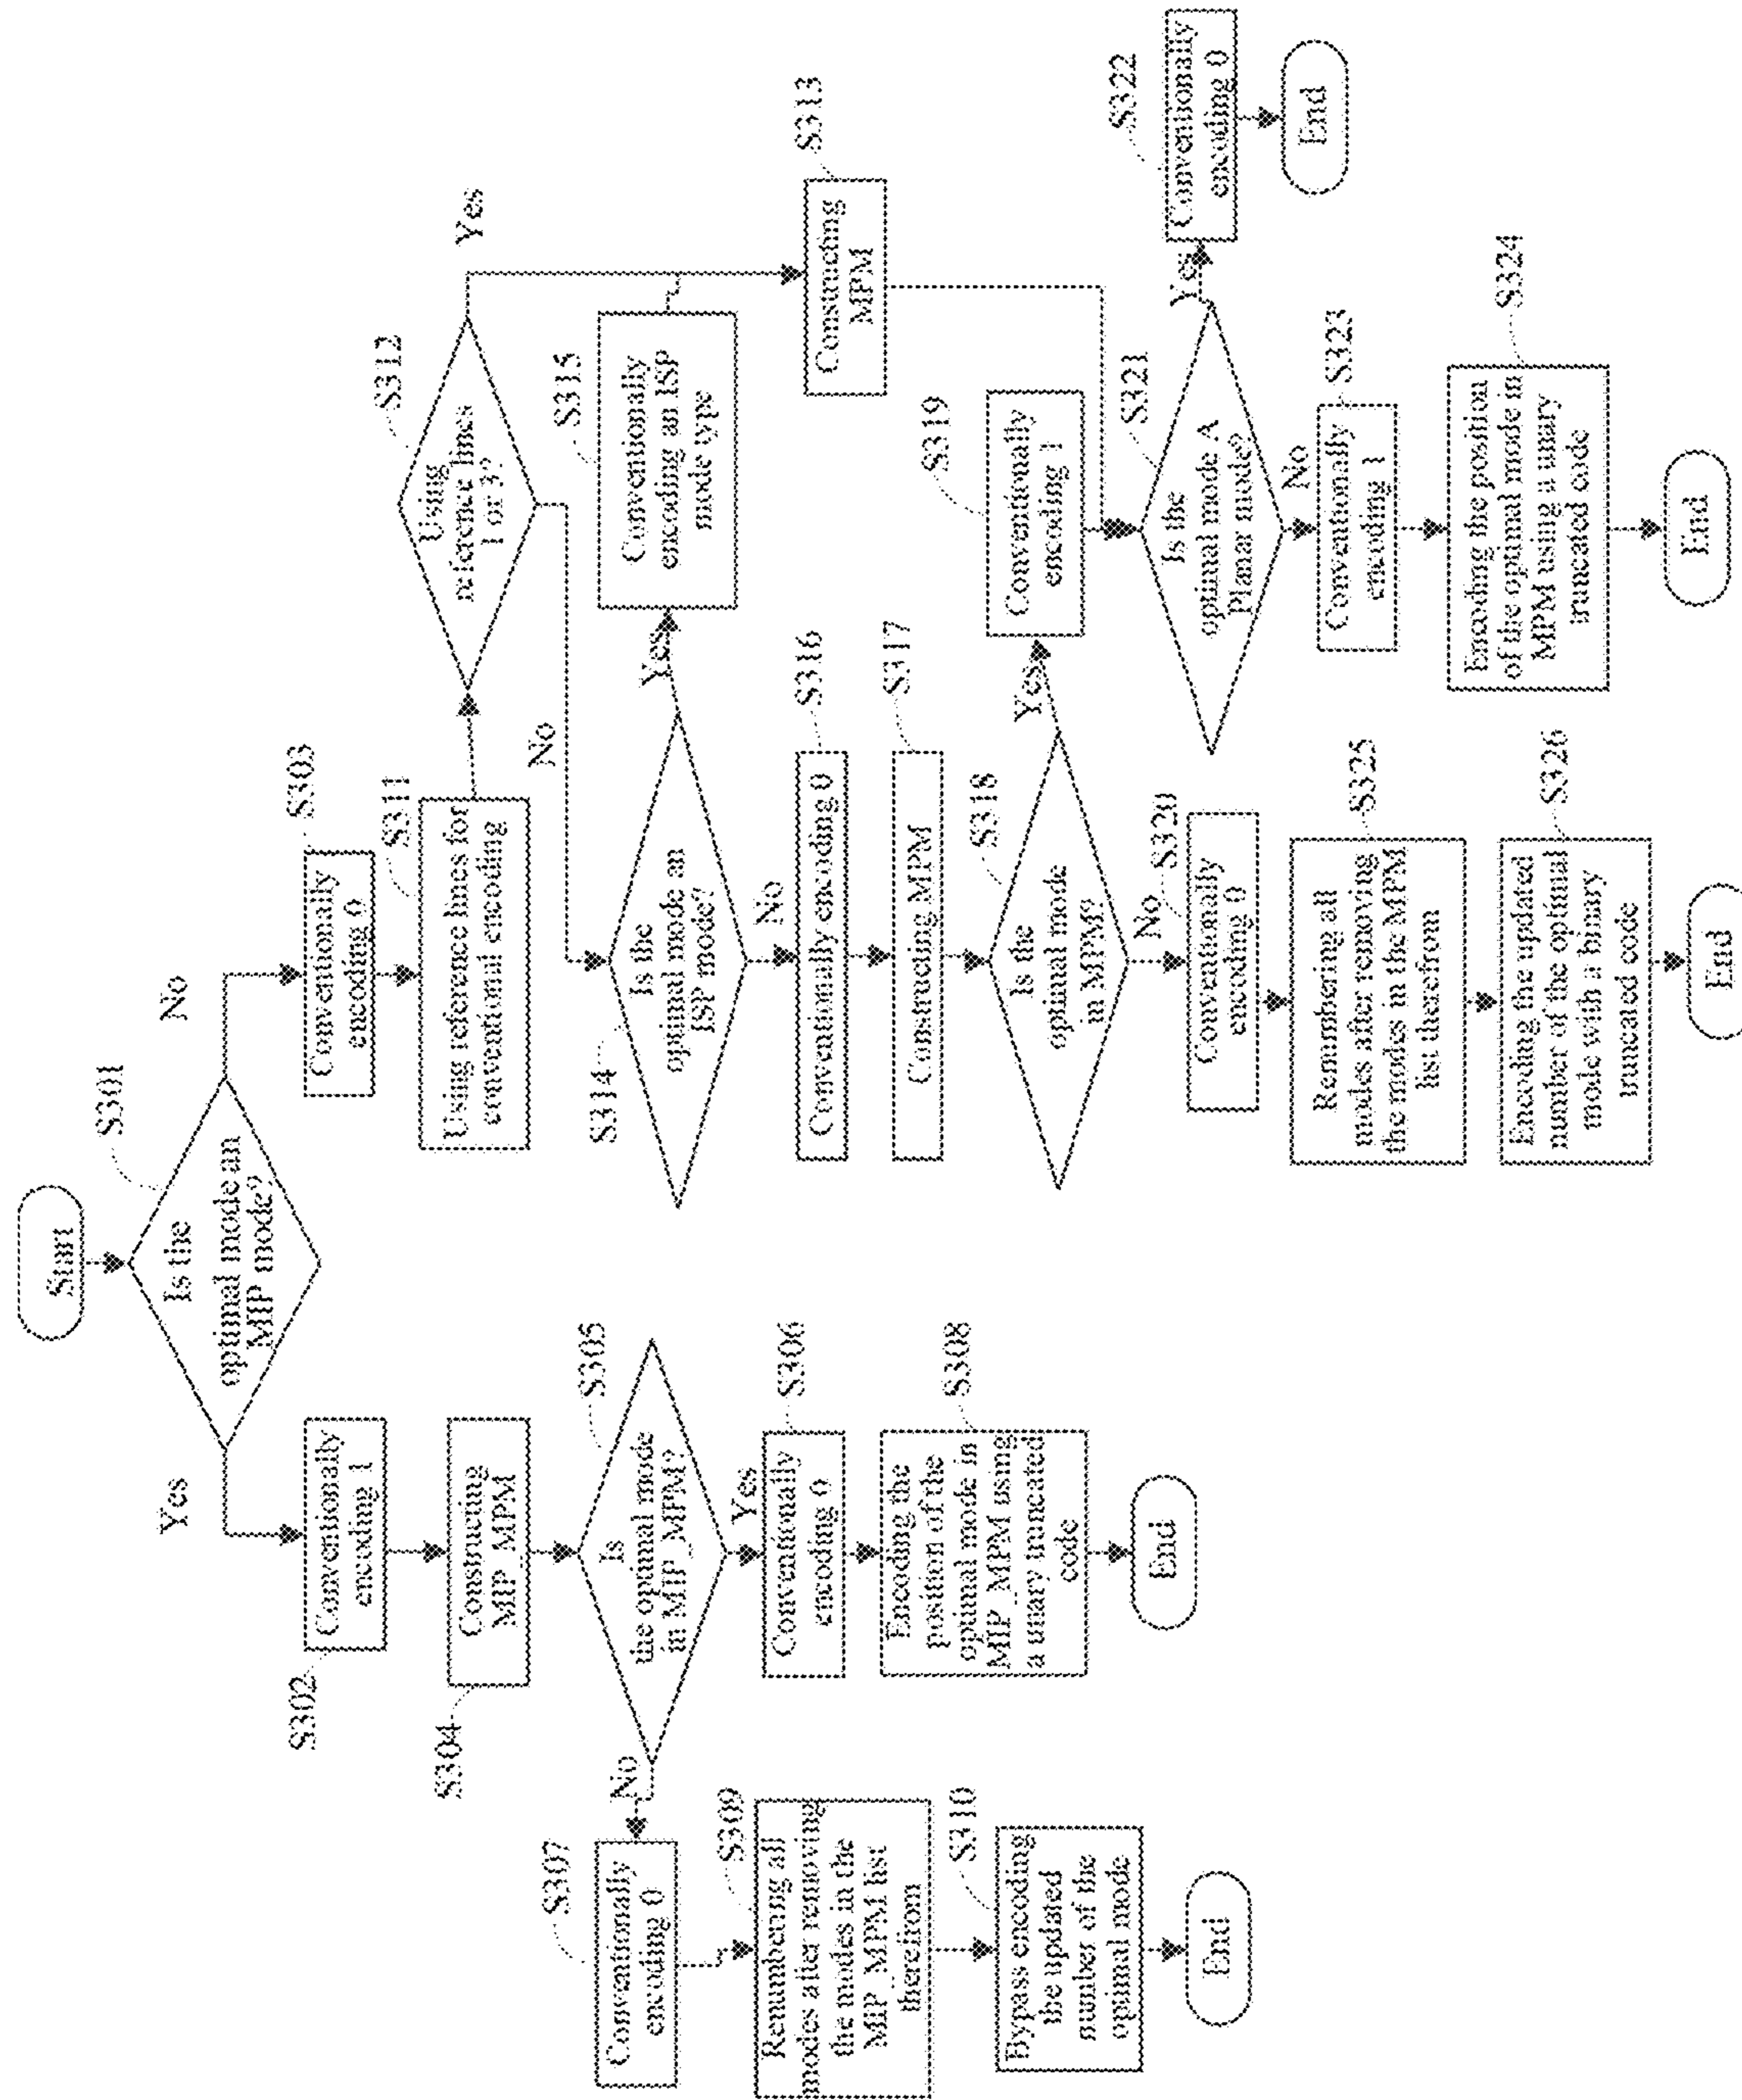 Start
S301
Is the
optimal mode an
MIP mode?
Yes
No
S302
Conventionally
encoding 1
S303
Conventionally
encoding 0
S304
Constructing
MIP_MPM
S311
Using reference lines for
conventional encoding
S305
Is
the optimal mode
in MIP_MPM?
No
Yes
S306
Conventionally
encoding 0
S308
Encoding the
position of the
optimal mode in
MIP_MPM using
a unary truncated
code
End
S307
Conventionally
encoding 0
S309
Renumbering all
modes after removing
the modes in the
MIP_MPM list
therefrom
S310
Bypass encoding
the updated
number of the
optimal mode
End
S312
Using
reference lines
1 or 3?
Yes
No
S314
Is the
optimal mode an
ISP mode?
Yes
No
S315
Conventionally
encoding an ISP
mode type
S313
Constructing
MPM
S316
Conventionally encoding 0
S317
Constructing MPM
S318
Is the
optimal mode
in MPM?
Yes
No
S319
Conventionally
encoding 1
S320
Conventionally
encoding 0
S321
Is the
optimal mode A
Planar mode?
Yes
No
S322
Conventionally
encoding 0
End
S323
Conventionally
encoding 1
S324
Encoding the position
of the optimal mode in
MPM using a unary
truncated code
End
S325
Renumbering all
modes after removing
the modes in the MPM
list therefrom
S326
Encoding the updated
number of the optimal
mode with a binary
truncated code
End